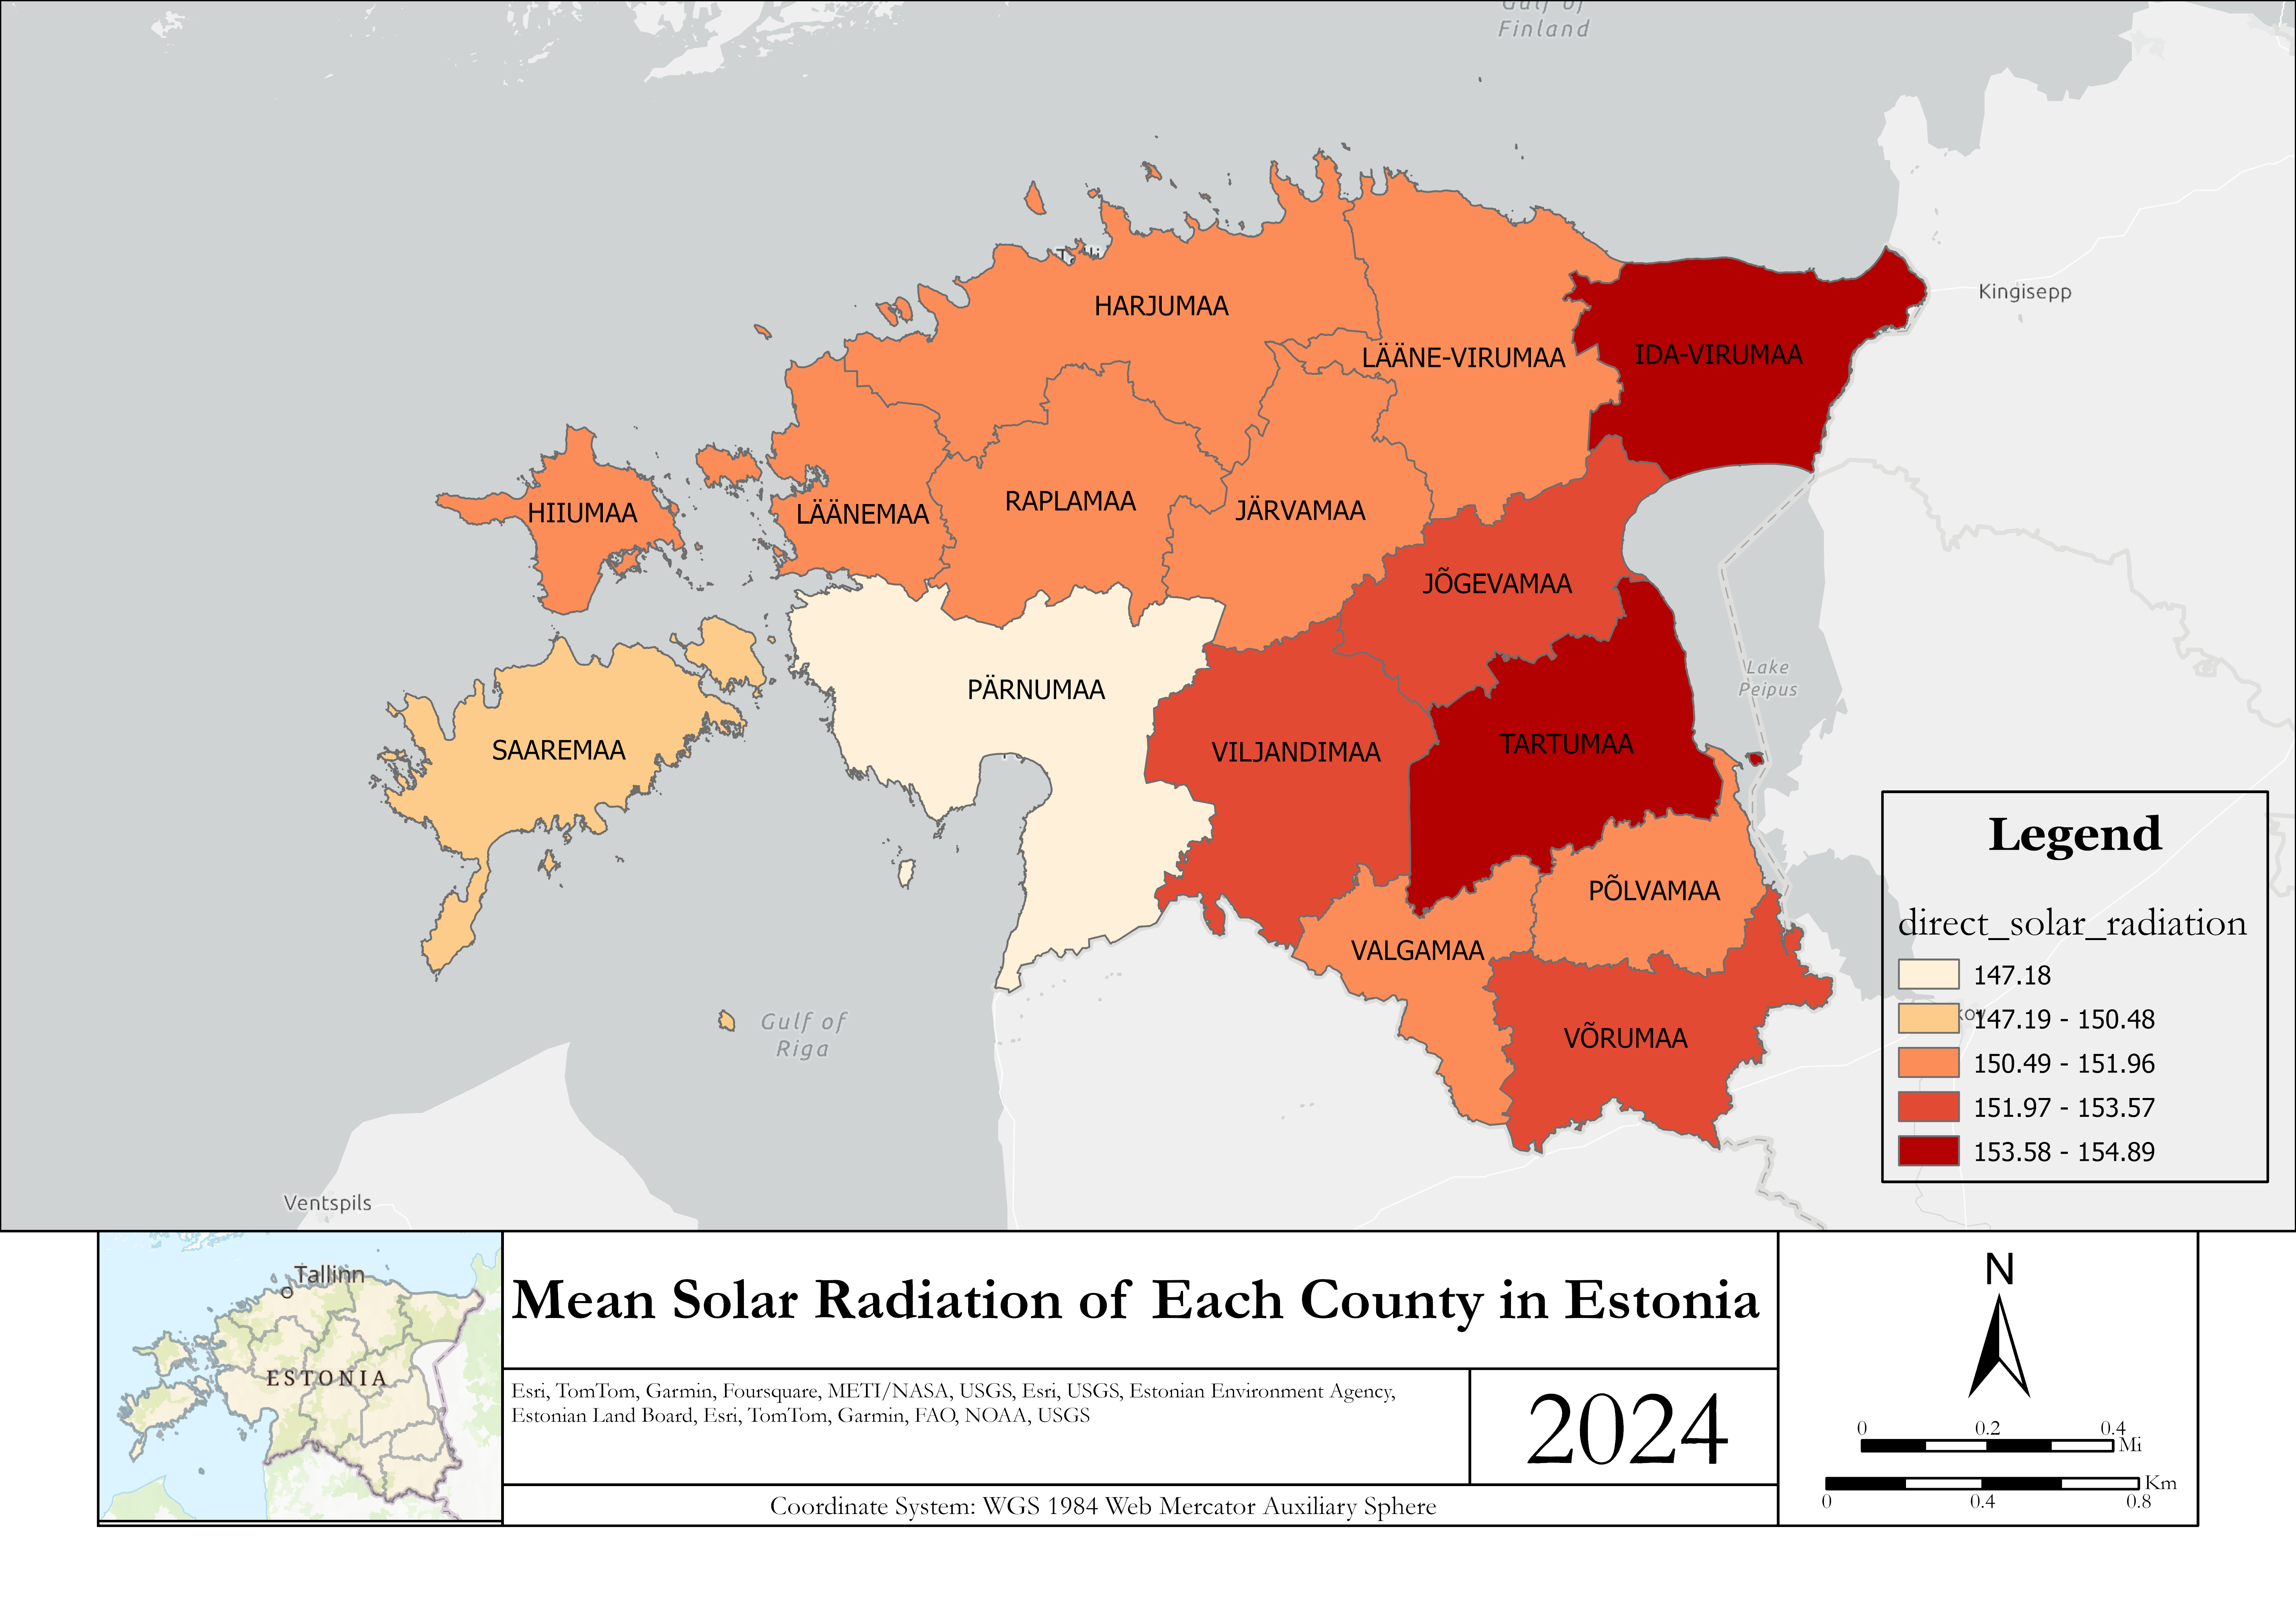 Gulf of
Finland
Kingisepp
HARJUMAA
LÄÄNE-VIRUMAA
IDA-VIRUMAA
HIIUMAA
LÄÄNEMAA
RAPLAMAA
JÄRVAMAA
JÕGEVAMAA
Lake
Peipus
PÄRNUMAA
SAAREMAA
VILJANDIMAA
TARTUMAA
PÕLVAMAA
VALGAMAA
VÕRUMAA
Gulf of
Riga
Ventspils
Legend
direct_solar_radiation
147.18
147.19 - 150.48
150.49 - 151.96
151.97 - 153.57
153.58 - 154.89
Tallinn
ESTONIA
Mean Solar Radiation of Each County in Estonia
Esri, TomTom, Garmin, Foursquare, METI/NASA, USGS, Esri, USGS, Estonian Environment Agency,
Estonian Land Board, Esri, TomTom, Garmin, FAO, NOAA, USGS
2024
Coordinate System: WGS 1984 Web Mercator Auxiliary Sphere
N
0 0.2 0.4
Mi
Km
0 0.4 0.8